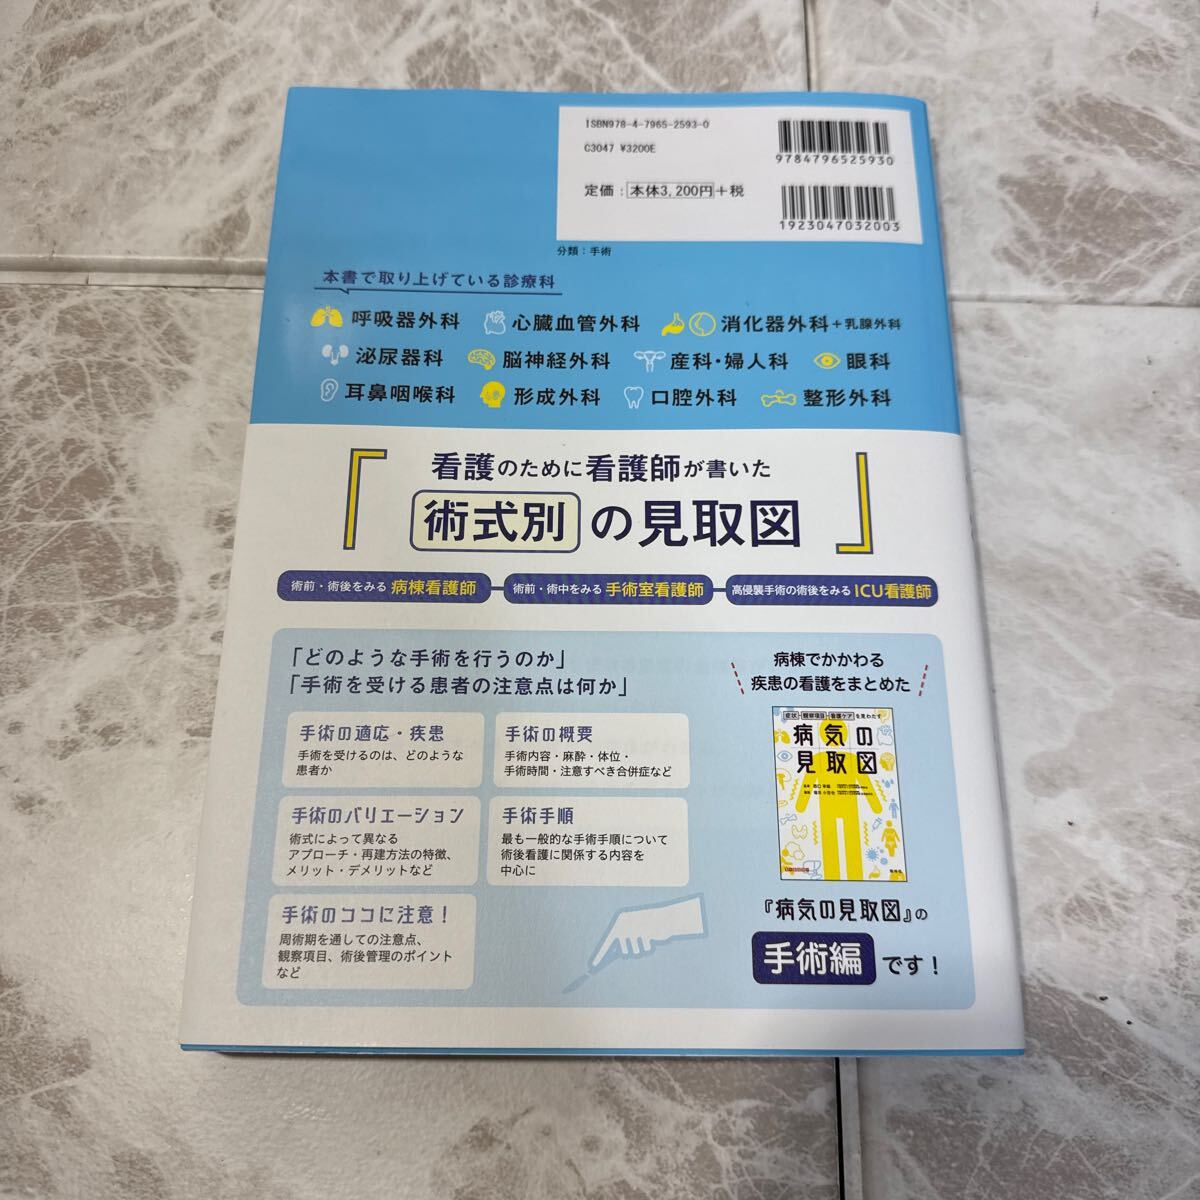 ISBN978-4-7965-2593-0
C3047 ¥3200E
定価：本体3,200円＋税
9784796525930
1923047032003
分類：手術
本書で取り上げている診療科
呼吸器外科 心臓血管外科 消化器外科＋乳腺外科
泌尿器科 脳神経外科 産科・婦人科 眼科
耳鼻咽喉科 形成外科 口腔外科 整形外科
「看護のために看護師が書いた
術式別の見取図」
術前・術後をみる 病棟看護師
術前・術中をみる 手術室看護師
高侵襲手術の術後をみる ICU看護師
「どのような手術を行うのか」
「手術を受ける患者の注意点は何か」
手術の適応・疾患
手術を受けるのは、どのような
患者か
手術の概要
手術内容・麻酔・体位・
手術時間・注意すべき合併症など
手術のバリエーション
術式によって異なる
アプローチ・再建方法の特徴、
メリット・デメリットなど
手術手順
最も一般的な手術手順について
術後看護に関係する内容を
中心に
手術のココに注意！
周術期を通しての注意点、
観察項目、術後管理のポイント
など
病棟でかかわる
疾患の看護をまとめた
症状 観察項目 看護ケアを見わたす
病気の
見取図
『病気の見取図』の
手術編です！